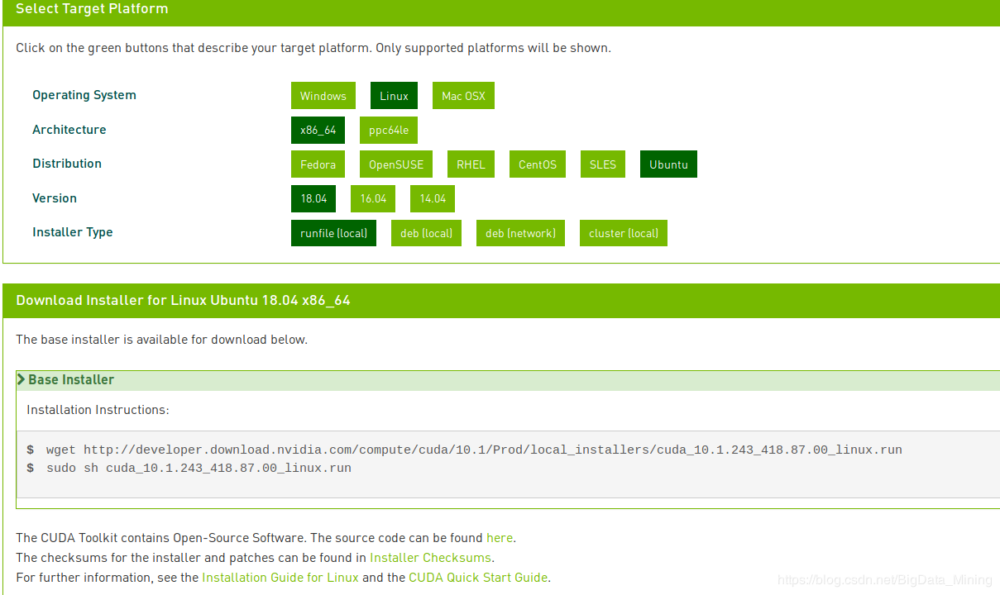 Select Target Platform
Click on the green buttons that describe your target platform. Only supported platforms will be shown.
Operating System Windows Linux Mac OSX
Architecture x86_64 ppc64le
Distribution Fedora OpenSUSE RHEL CentOS SLES Ubuntu
Version 18.04 16.04 14.04
Installer Type runfile (local) deb (local) deb (network) cluster (local)
Download Installer for Linux Ubuntu 18.04 x86_64
The base installer is available for download below.
Base Installer
Installation Instructions:
$ wget http://developer.download.nvidia.com/compute/cuda/10.1/Prod/local_installers/cuda_10.1.243_418.87.00_linux.run
$ sudo sh cuda_10.1.243_418.87.00_linux.run
The CUDA Toolkit contains Open-Source Software. The source code can be found here.
The checksums for the installer and patches can be found in Installer Checksums.
For further information, see the Installation Guide for Linux and the CUDA Quick Start Guide.
https://blog.csdn.net/BigData_Mining